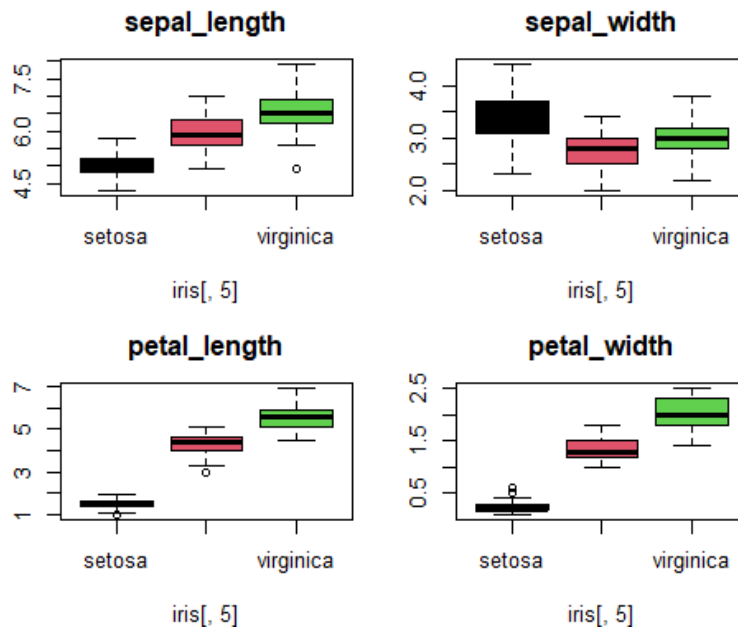 sepal_length
7.5
6.0
4.5
setosa virginica
iris[, 5]
sepal_width
4.0
3.0
2.0
setosa virginica
iris[, 5]
petal_length
7
5
3
1
setosa virginica
iris[, 5]
petal_width
2.5
1.5
0.5
setosa virginica
iris[, 5]